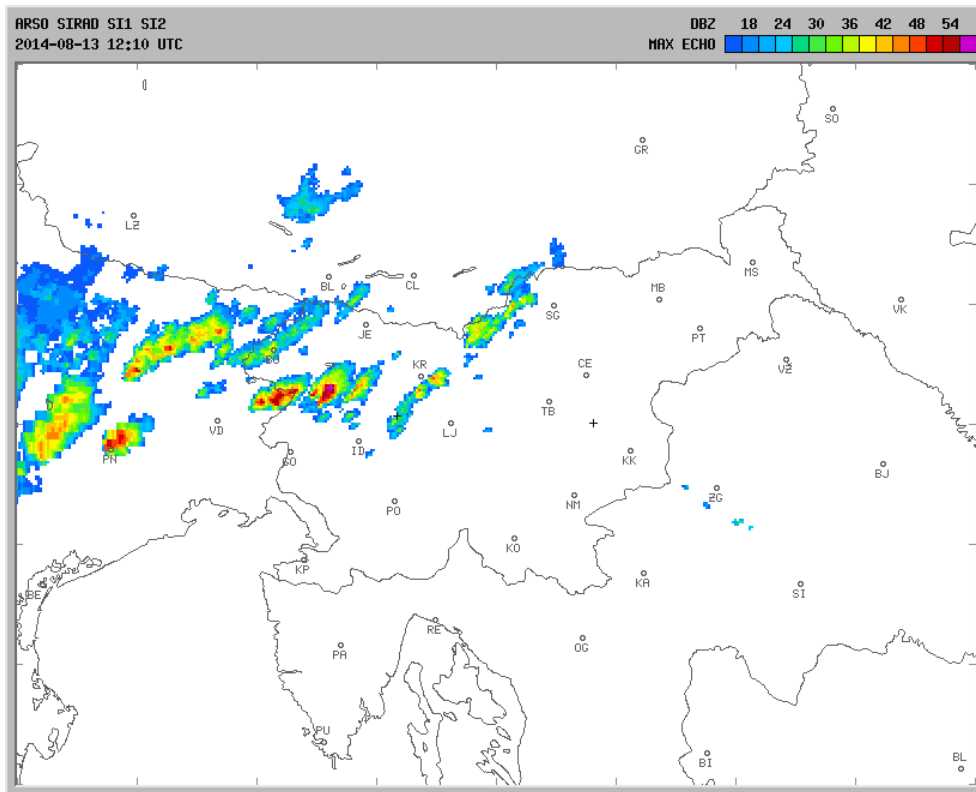 ARSO SIRAD SI1 SI2
DBZ 18 24 30 36 42 48 54
2014-08-13 12:10 UTC
MAX ECHO
SO
GR
LZ
MS
BL
CL
MB
VK
SG
JE
PT
BO
VŽ
CE
KR
TB
VD
LJ
ID
GO
KK
PN
BJ
ZG
NM
PO
KO
KP
KA
BE
SI
RE
OG
PA
PU
BI
BL